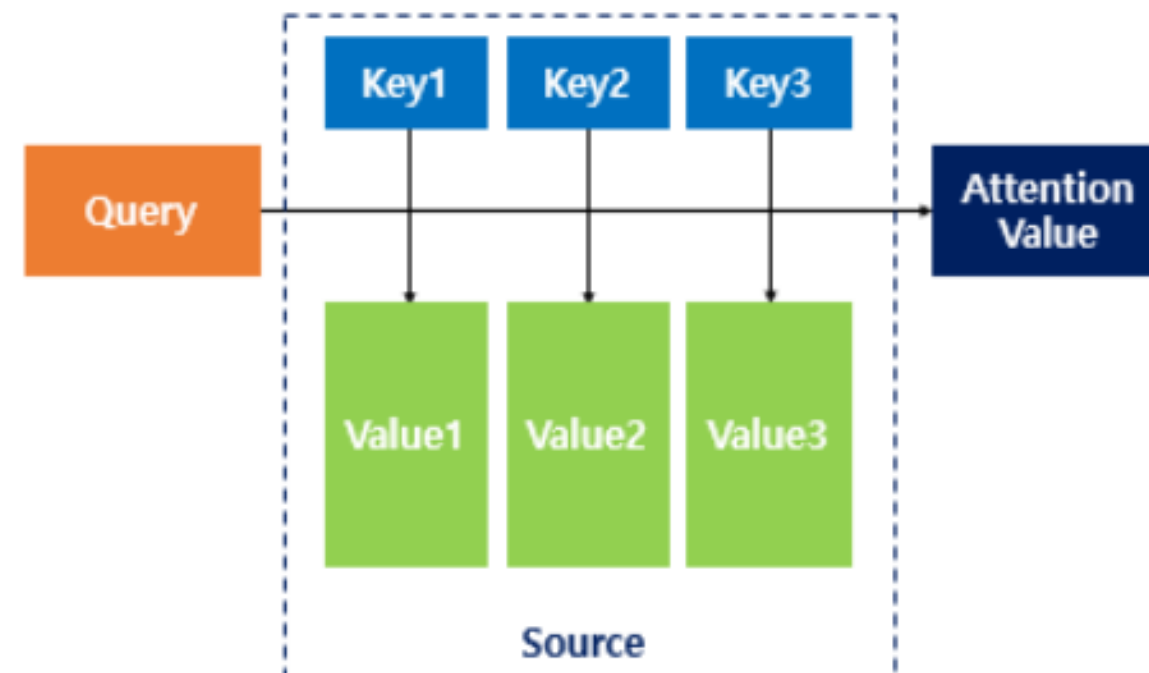 Key1
Key2
Key3
Query
Attention
Value
Value1
Value2
Value3
Source